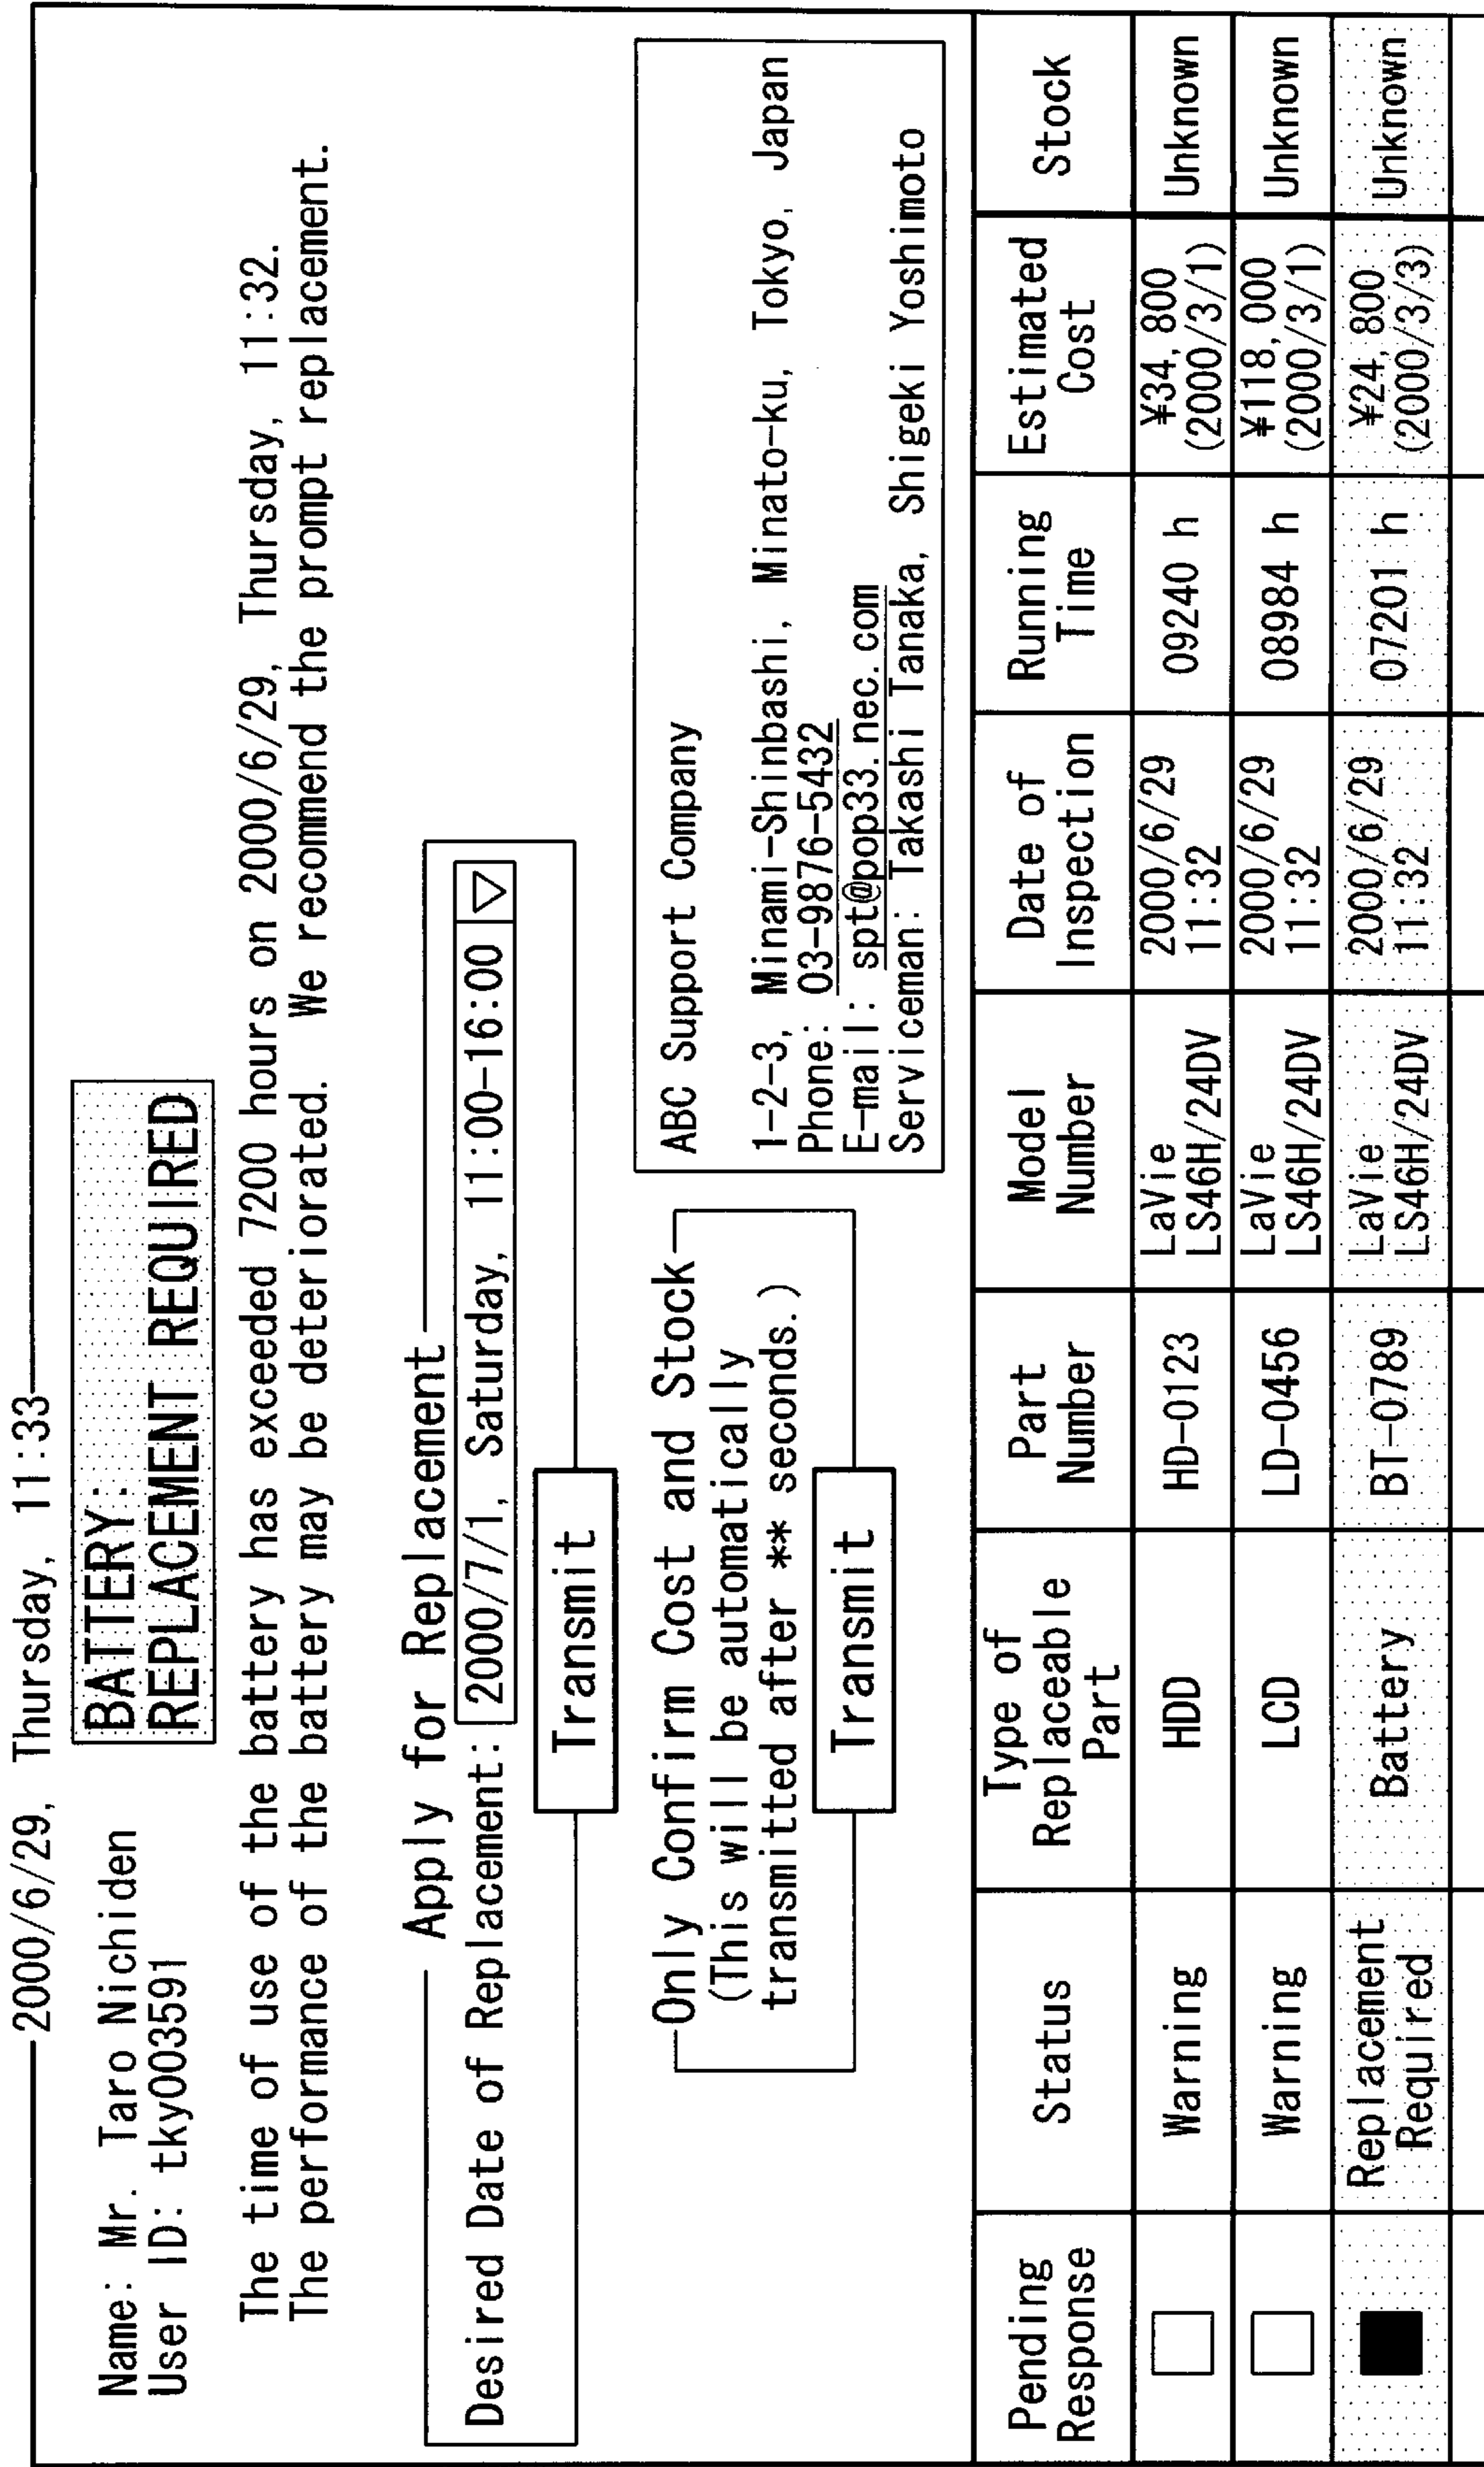 2000/6/29, Thursday, 11:33
Name: Mr. Taro Nichiden
User ID: tky003591
BATTERY:
REPLACEMENT REQUIRED
The time of use of the battery has exceeded 7200 hours on 2000/6/29, Thursday, 11:32.
The performance of the battery may be deteriorated. We recommend the prompt replacement.
Apply for Replacement
Desired Date of Replacement: 2000/7/1, Saturday, 11:00-16:00 ▽
Transmit
Only Confirm Cost and Stock
(This will be automatically
transmitted after ** seconds.)
Transmit
ABC Support Company
1-2-3, Minami-Shinbashi, Minato-ku, Tokyo, Japan
Phone: 03-9876-5432
E-mail: spt@pop33.nec.com
Serviceman: Takashi Tanaka, Shigeki Yoshimoto
Pending Response | Status | Type of Replaceable Part | Part Number | Model Number | Date of Inspection | Running Time | Estimated Cost | Stock
□ | Warning | HDD | HD-0123 | LaVie LS46H/24DV | 2000/6/29 11:32 | 09240 h | ¥34,800 (2000/3/1) | Unknown
□ | Warning | LCD | LD-0456 | LaVie LS46H/24DV | 2000/6/29 11:32 | 08984 h | ¥118,000 (2000/3/1) | Unknown
■ | Replacement Required | Battery | BT-0789 | LaVie LS46H/24DV | 2000/6/29 11:32 | 07201 h | ¥24,800 (2000/3/3) | Unknown